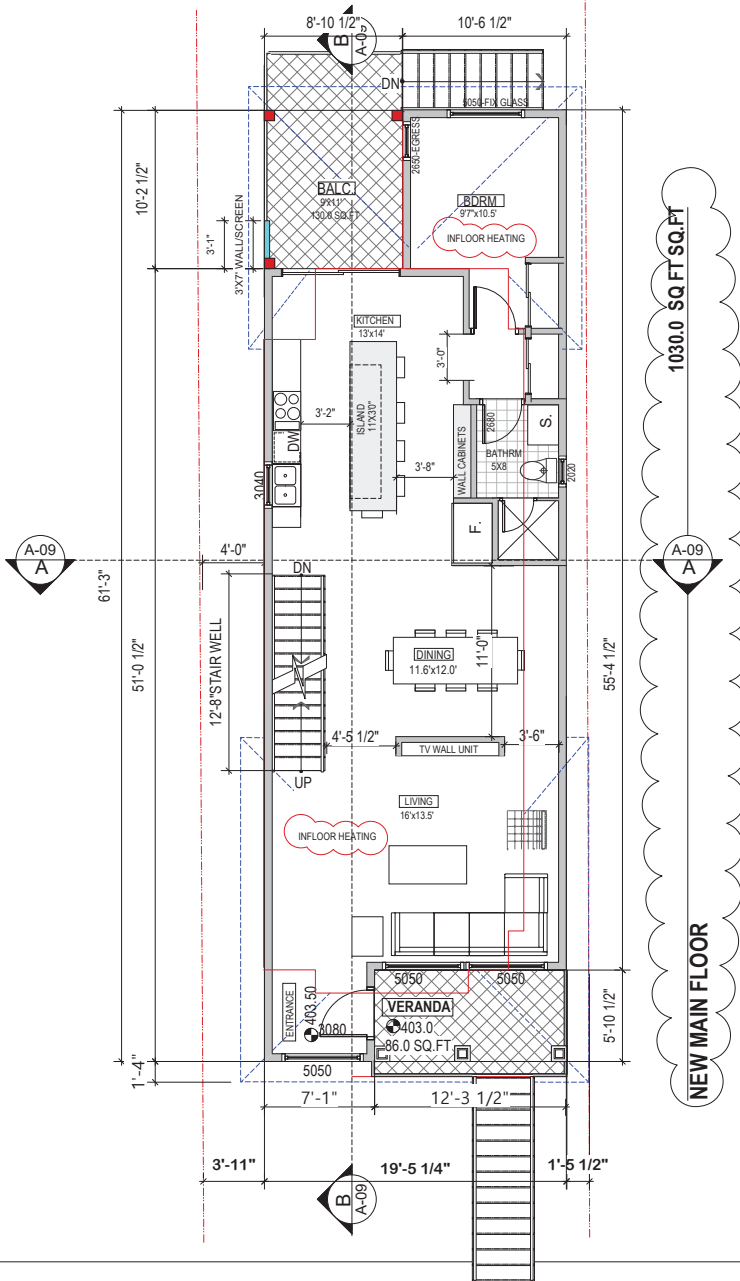 8'-10 1/2"
10'-6 1/2"
B
A-09
DN
5050-FIX GLASS
2650-EGRESS
10'-2 1/2"
BALC.
9'X11'
130.0 SQ.FT
BDRM
9'7"x10.5'
INFLOOR HEATING
3'-1"
3'X7' WALL/SCREEN
KITCHEN
13'x14'
3'-0"
ISLAND
11'X3'0"
3'-2"
DW
3'-8"
WALL CABINETS
2680
S.
BATHRM
5X8
2020
3040
F.
A-09
A
4'-0"
DN
A-09
A
61'-3"
51'-0 1/2"
12'-8"STAIR WELL
DINING
11.6'x12.0'
11'-0"
55'-4 1/2"
4'-5 1/2"
TV WALL UNIT
3'-6"
UP
LIVING
16'x13.5'
INFLOOR HEATING
5050
5050
ENTRANCE
403.50
3080
VERANDA
403.0
86.0 SQ.FT
5'-10 1/2"
5050
1'-4"
7'-1"
12'-3 1/2"
3'-11"
19'-5 1/4"
1'-5 1/2"
B
A-09
NEW MAIN FLOOR
1030.0 SQ FT SQ.FT